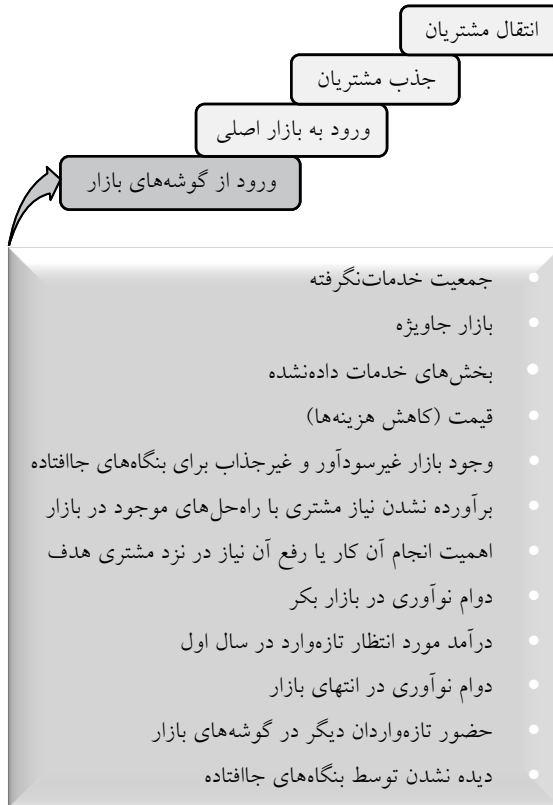 انتقال مشتریان
جذب مشتریان
ورود به بازار اصلی
ورود از گوشه‌های بازار
• جمعیت خدمات‌نگرفته
• بازار جاویژه
• بخش‌های خدمات داده‌نشده
• قیمت (کاهش هزینه‌ها)
• وجود بازار غیرسودآور و غیرجذاب برای بنگاه‌های جاافتاده
• برآورده نشدن نیاز مشتری با راه‌حل‌های موجود در بازار
• اهمیت انجام آن کار یا رفع آن نیاز در نزد مشتری هدف
• دوام نوآوری در بازار بکر
• درآمد مورد انتظار تازه‌وارد در سال اول
• دوام نوآوری در انتهای بازار
• حضور تازه‌واردان دیگر در گوشه‌های بازار
• دیده نشدن توسط بنگاه‌های جاافتاده